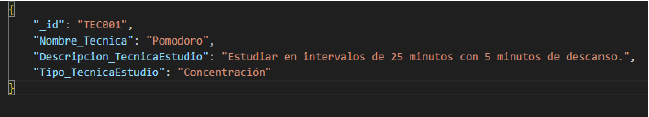 {
"_id": "TEC001",
"Nombre_Tecnica": "Pomodoro",
"Descripcion_TecnicaEstudio": "Estudiar en intervalos de 25 minutos con 5 minutos de descanso.",
"Tipo_TecnicaEstudio": "Concentración"
}